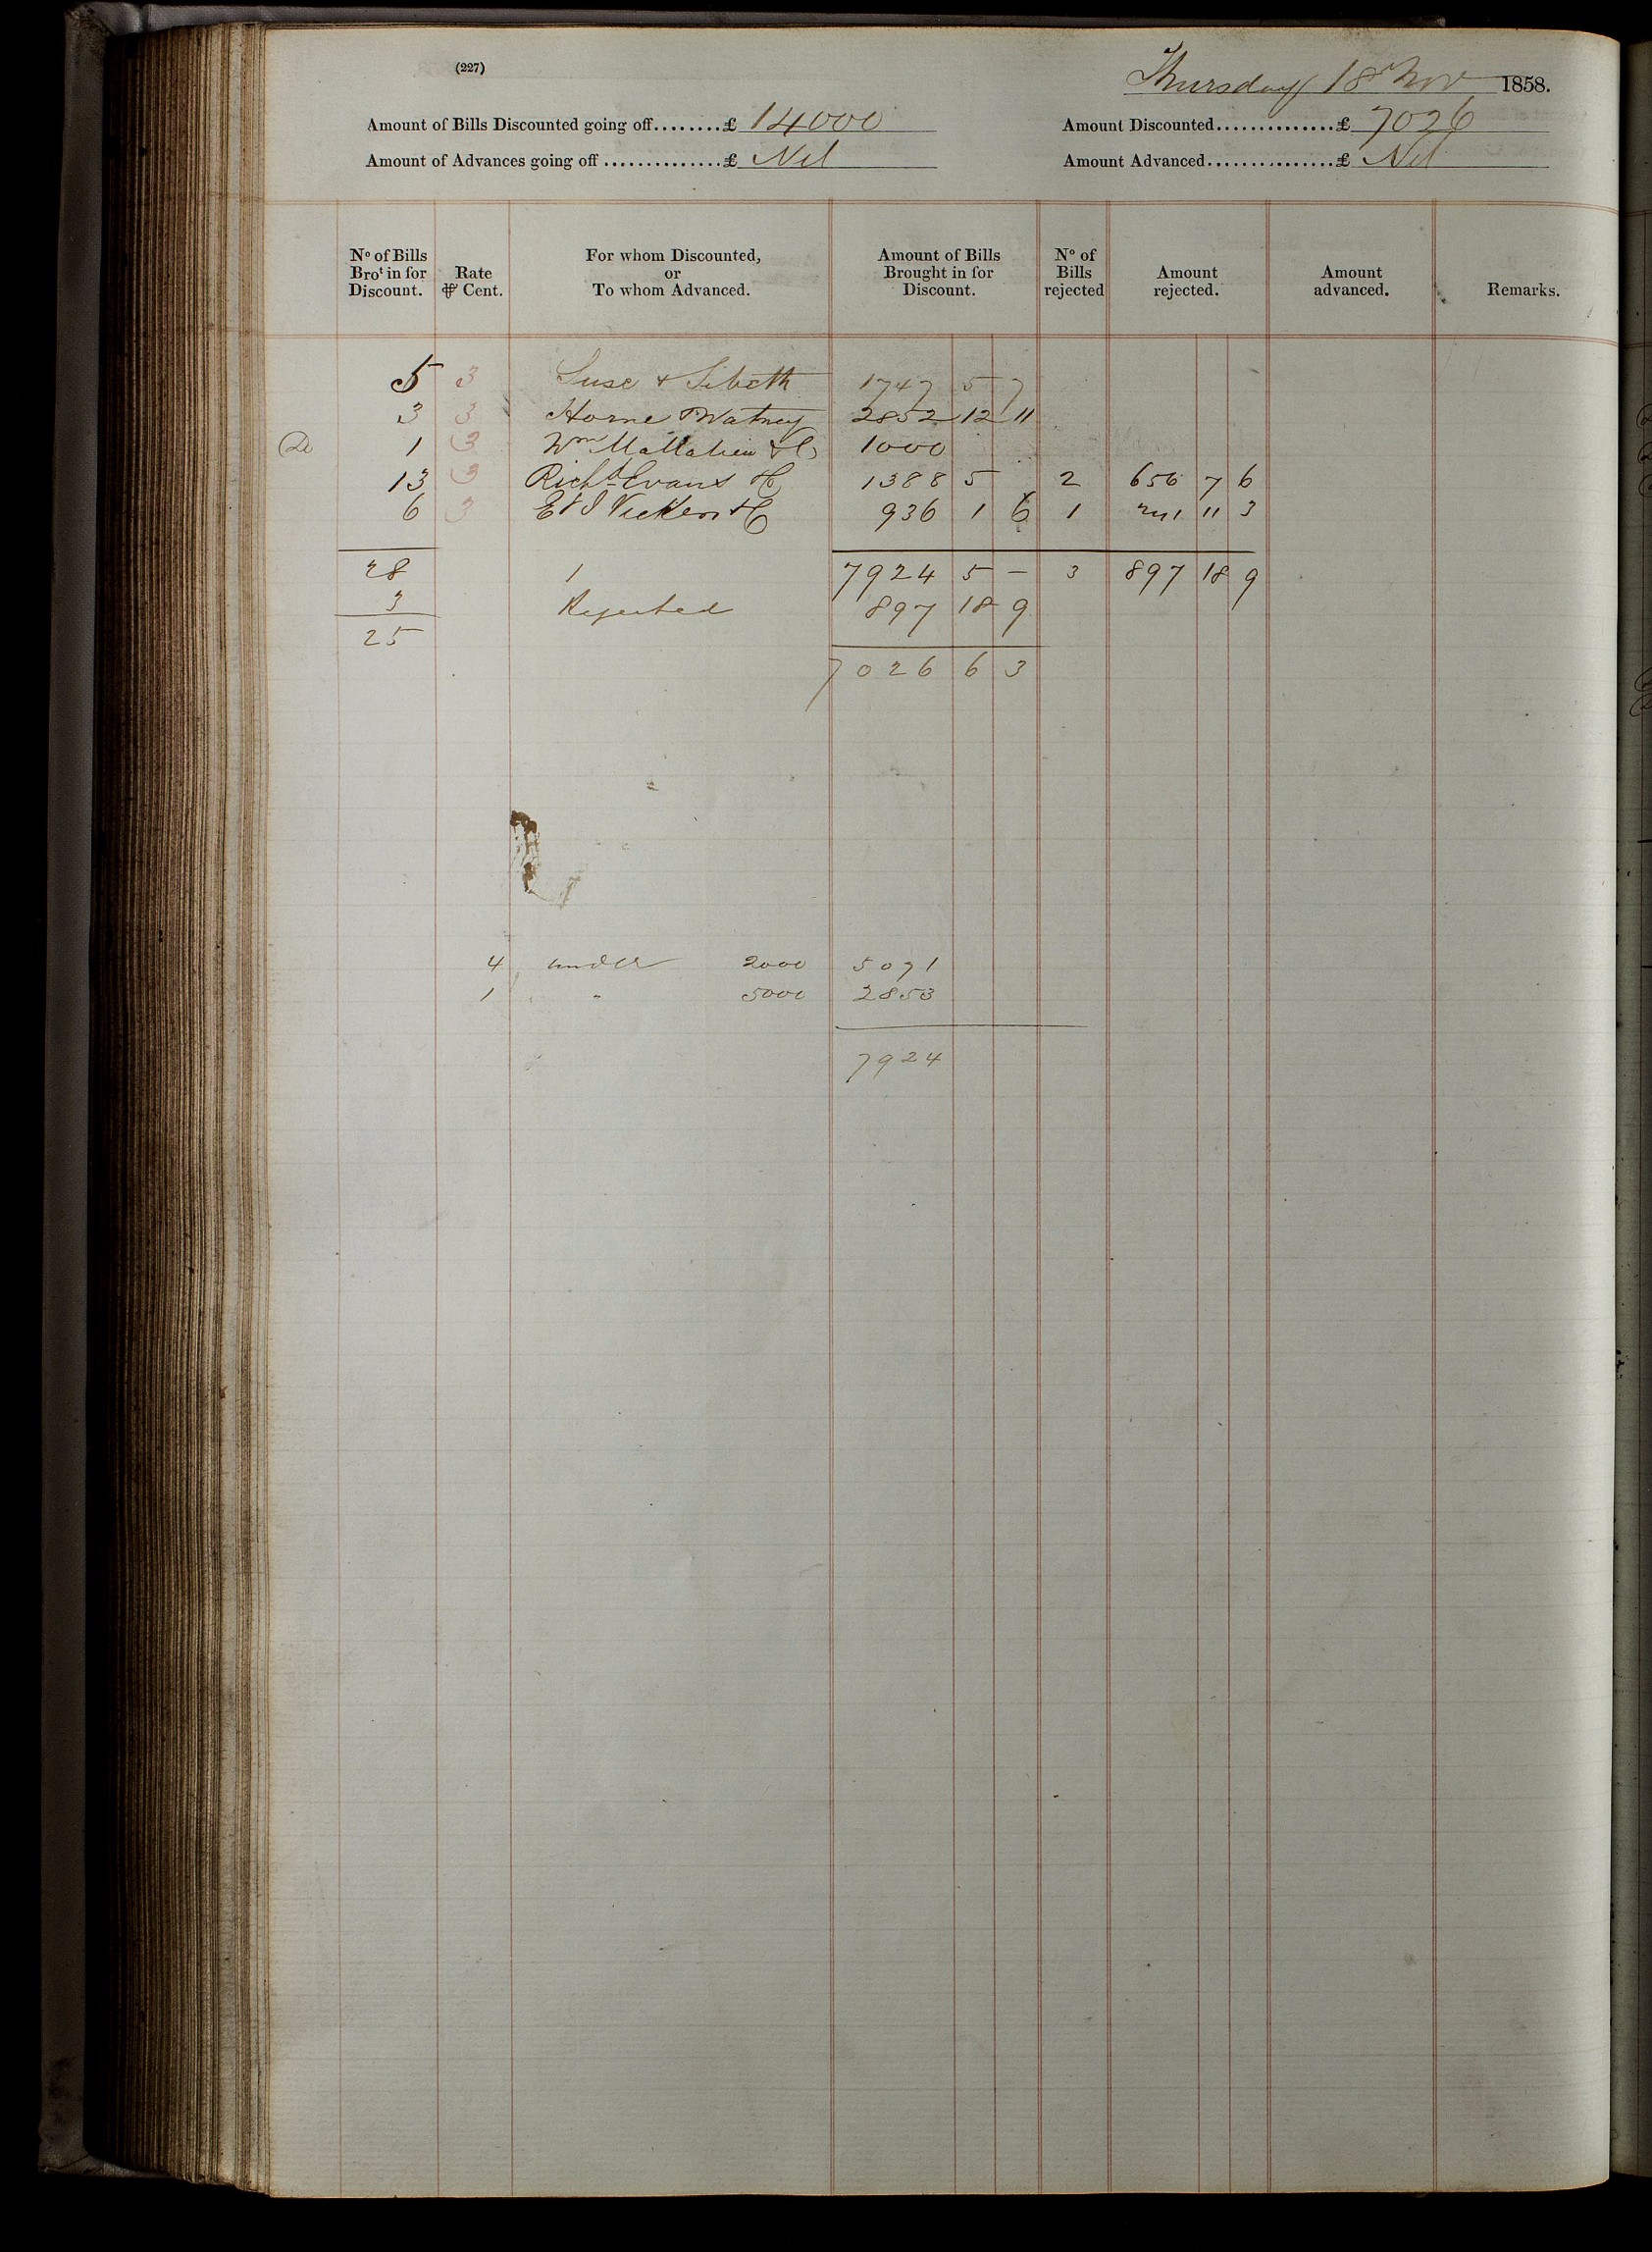 (227)
Thursday 18 Nov 1858.
Amount of Bills Discounted going off........£ 14000 Amount Discounted..............£ 7026
Amount of Advances going off..............£ Nil Amount Advanced...............£ Nil
No of Bills Brot in for Discount. Rate ⅌ Cent. For whom Discounted, or To whom Advanced. Amount of Bills Brought in for Discount. No of Bills rejected Amount rejected. Amount advanced. Remarks.
5 3 Suse & Sibeth 1747 5 7
3 3 Horne & Watney 2852 12 11
1 3 Wm & Co 1000
13 3 Richd Evans & Co 1388 5 2 656 7 6
6 3 E & J Vickers & Co 936 1 6 1 241 11 3
28 7924 5 - 3 897 18 9
3 Rejected 897 18 9
25
7026 6 3
4 under 2000 5071
1 " 5000 2853
7924